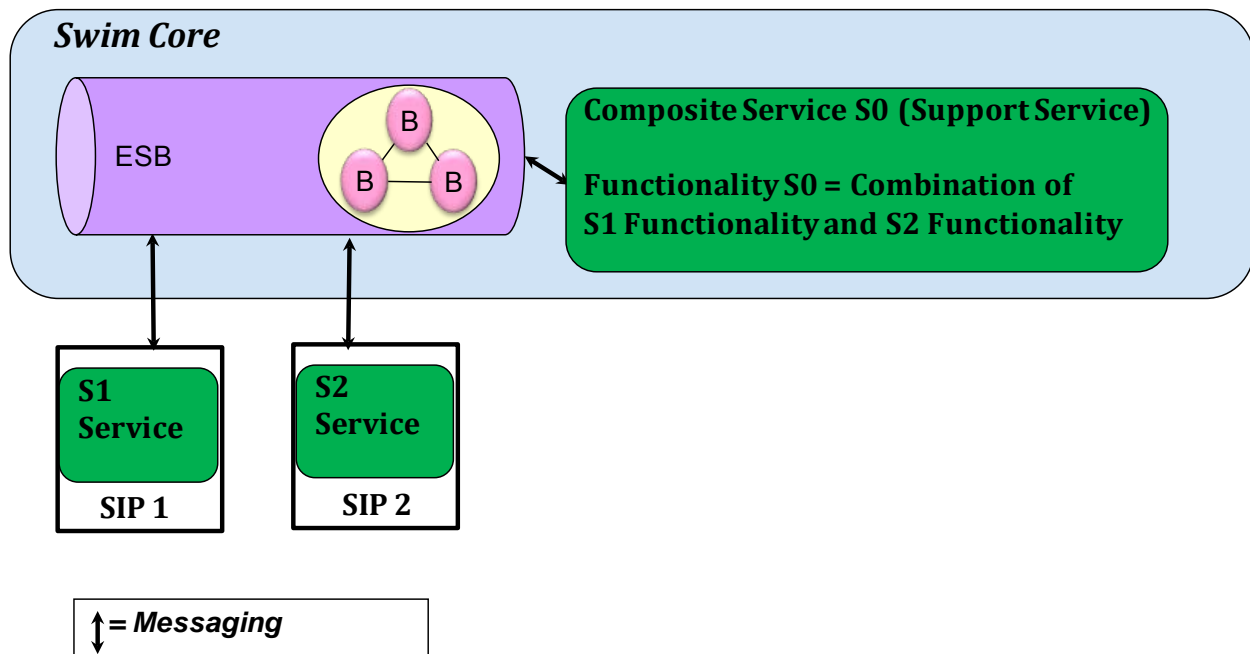 Swim Core
ESB
B
B
B
Composite Service S0 (Support Service)
Functionality S0 = Combination of
S1 Functionality and S2 Functionality
S1
Service
SIP 1
S2
Service
SIP 2
= Messaging